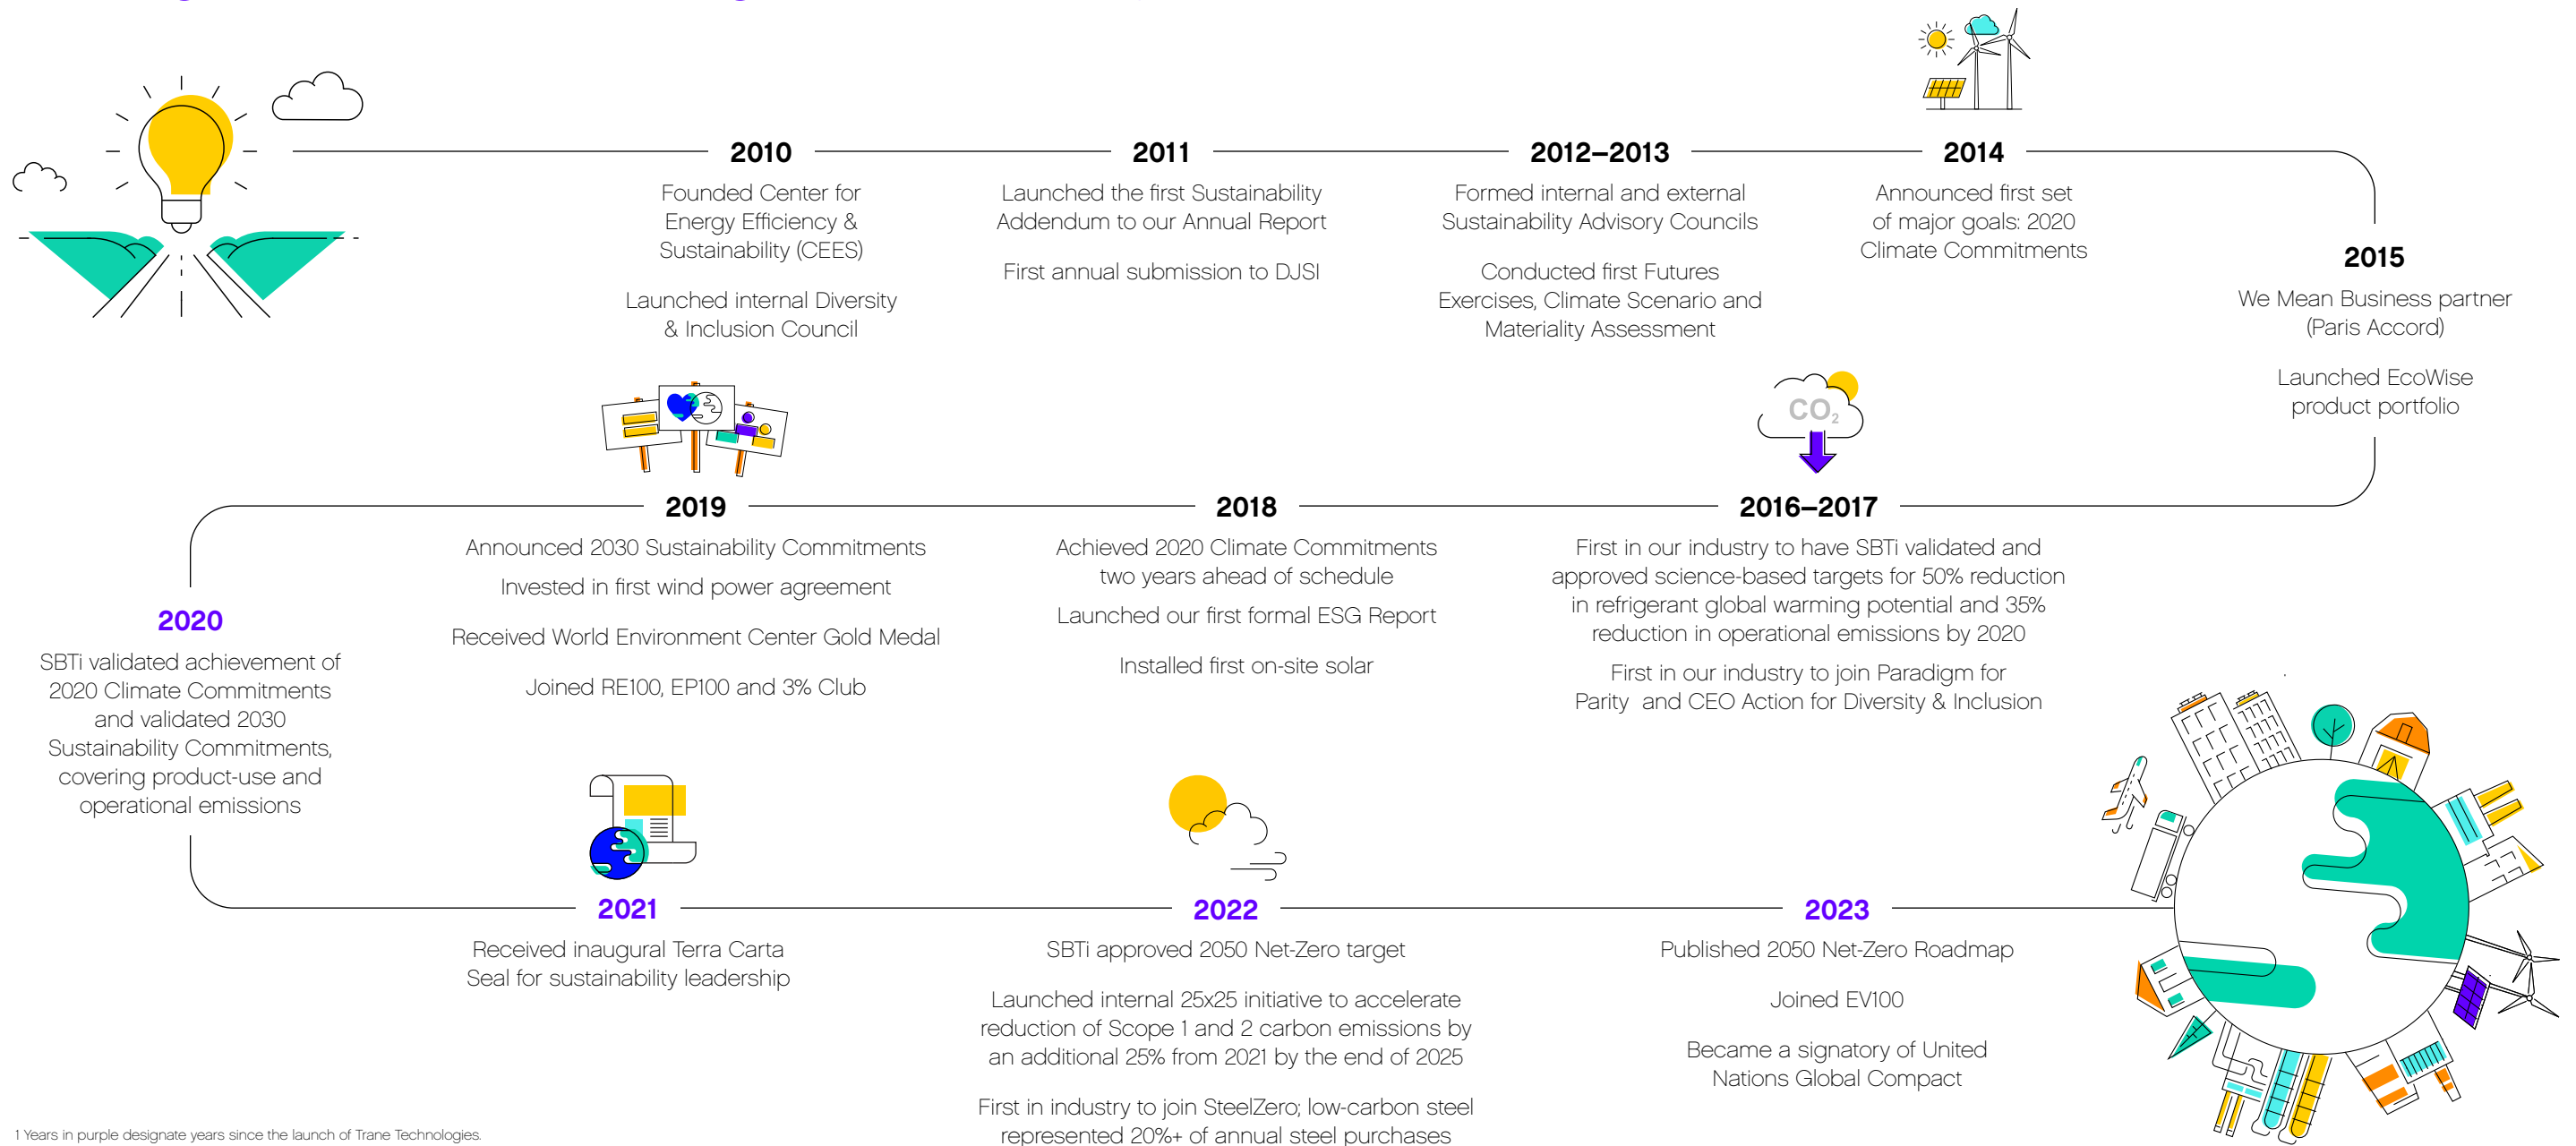 2010
Founded Center for
Energy Efficiency &
Sustainability (CEES)
Launched internal Diversity
& Inclusion Council
2011
Launched the first Sustainability
Addendum to our Annual Report
First annual submission to DJSI
2012–2013
Formed internal and external
Sustainability Advisory Councils
Conducted first Futures
Exercises, Climate Scenario and
Materiality Assessment
2014
Announced first set
of major goals: 2020
Climate Commitments
2015
We Mean Business partner
(Paris Accord)
Launched EcoWise
product portfolio
CO2
2016–2017
First in our industry to have SBTi validated and
approved science-based targets for 50% reduction
in refrigerant global warming potential and 35%
reduction in operational emissions by 2020
First in our industry to join Paradigm for
Parity and CEO Action for Diversity & Inclusion
2018
Achieved 2020 Climate Commitments
two years ahead of schedule
Launched our first formal ESG Report
Installed first on-site solar
2019
Announced 2030 Sustainability Commitments
Invested in first wind power agreement
Received World Environment Center Gold Medal
Joined RE100, EP100 and 3% Club
2020
SBTi validated achievement of
2020 Climate Commitments
and validated 2030
Sustainability Commitments,
covering product-use and
operational emissions
2021
Received inaugural Terra Carta
Seal for sustainability leadership
2022
SBTi approved 2050 Net-Zero target
Launched internal 25x25 initiative to accelerate
reduction of Scope 1 and 2 carbon emissions by
an additional 25% from 2021 by the end of 2025
First in industry to join SteelZero; low-carbon steel
represented 20%+ of annual steel purchases
2023
Published 2050 Net-Zero Roadmap
Joined EV100
Became a signatory of United
Nations Global Compact
1 Years in purple designate years since the launch of Trane Technologies.